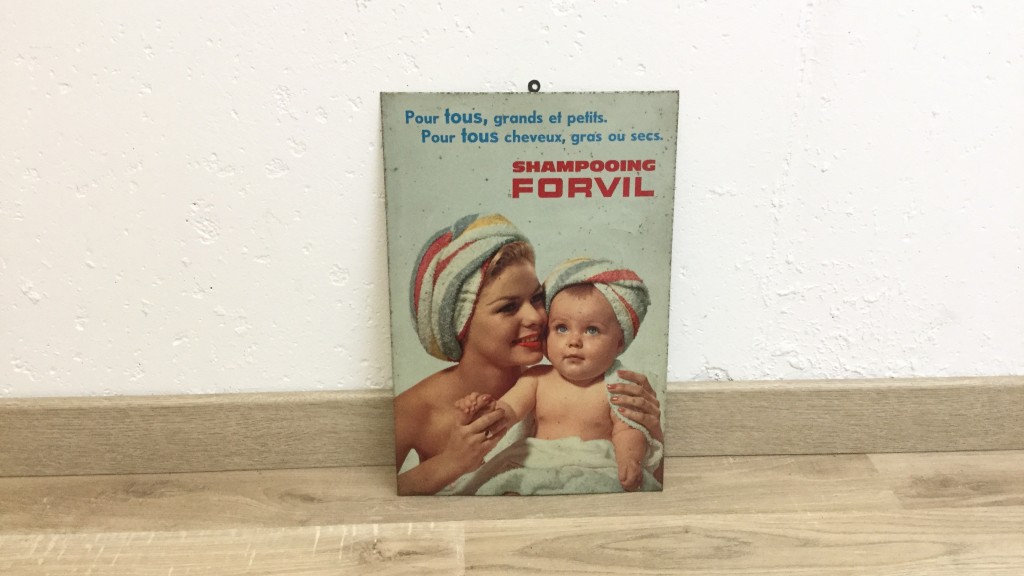 Pour tous, grands et petits.
Pour tous cheveux, gras ou secs.
SHAMPOOING
FORVIL